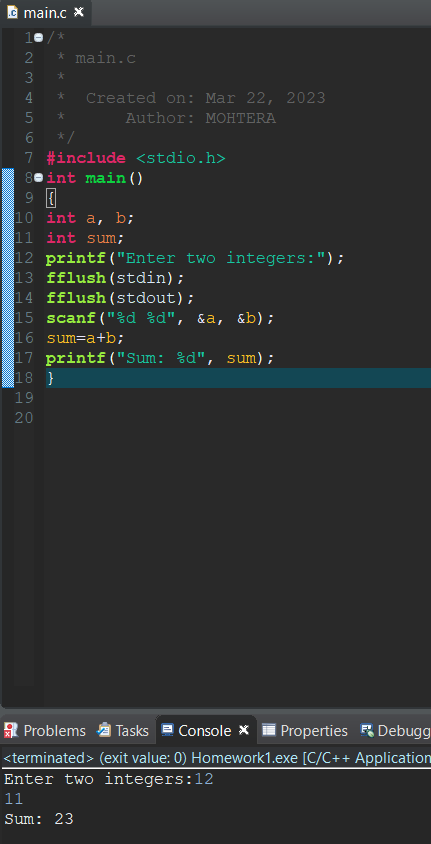 main.c
1 /*
2 * main.c
3 *
4 * Created on: Mar 22, 2023
5 * Author: MOHTERA
6 */
7 #include <stdio.h>
8 int main()
9 {
10 int a, b;
11 int sum;
12 printf("Enter two integers:");
13 fflush(stdin);
14 fflush(stdout);
15 scanf("%d %d", &a, &b);
16 sum=a+b;
17 printf("Sum: %d", sum);
18 }
19
20
Problems Tasks Console Properties Debugg
<terminated> (exit value: 0) Homework1.exe [C/C++ Application
Enter two integers:12
11
Sum: 23